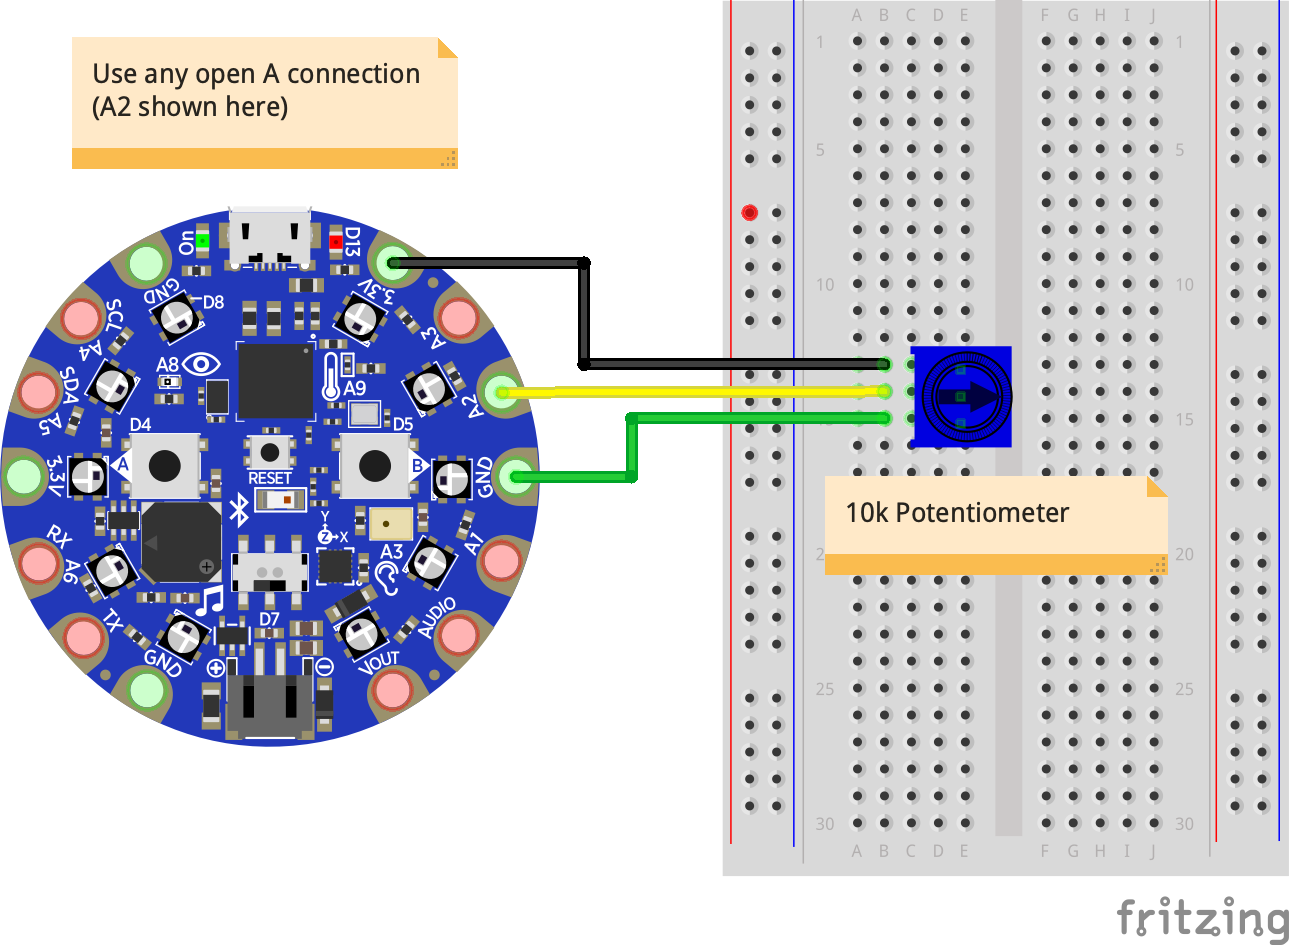 Use any open A connection
(A2 shown here)
A B C D E F G H I J
1 1
5 5
10 10
15
20
25 25
30 30
A B C D E F G H I J
On
D13
GND
D8
3.3V
SCL
A4
A3
A8
A9
SDA
A5
A2
D4
D5
A
B
RESET
3.3V
GND
Y
Z X
RX
A6
A3
A1
TX
D7
AUDIO
GND
VOUT
10k Potentiometer
fritzing